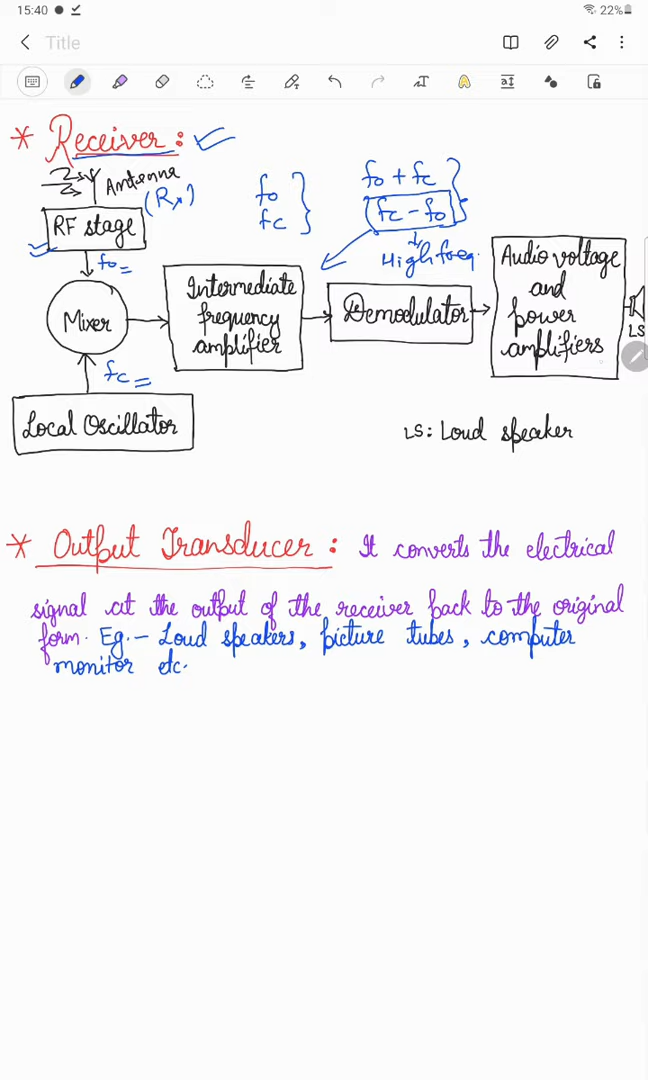 15:40
22%
Title
* Receiver :
Antenna
(Rx)
RF stage
fo
fc
fo + fc
(fc - fo)
High freq.
fo
Mixer
Intermediate
frequency
amplifier
Demodulator
Audio voltage
and
power
amplifiers
LS
fc
Local Oscillator
LS: Loud speaker
* Output Transducer : It converts the electrical
signal at the output of the receiver back to the original
form. Eg. - Loud speakers, picture tubes, computer
monitor etc.